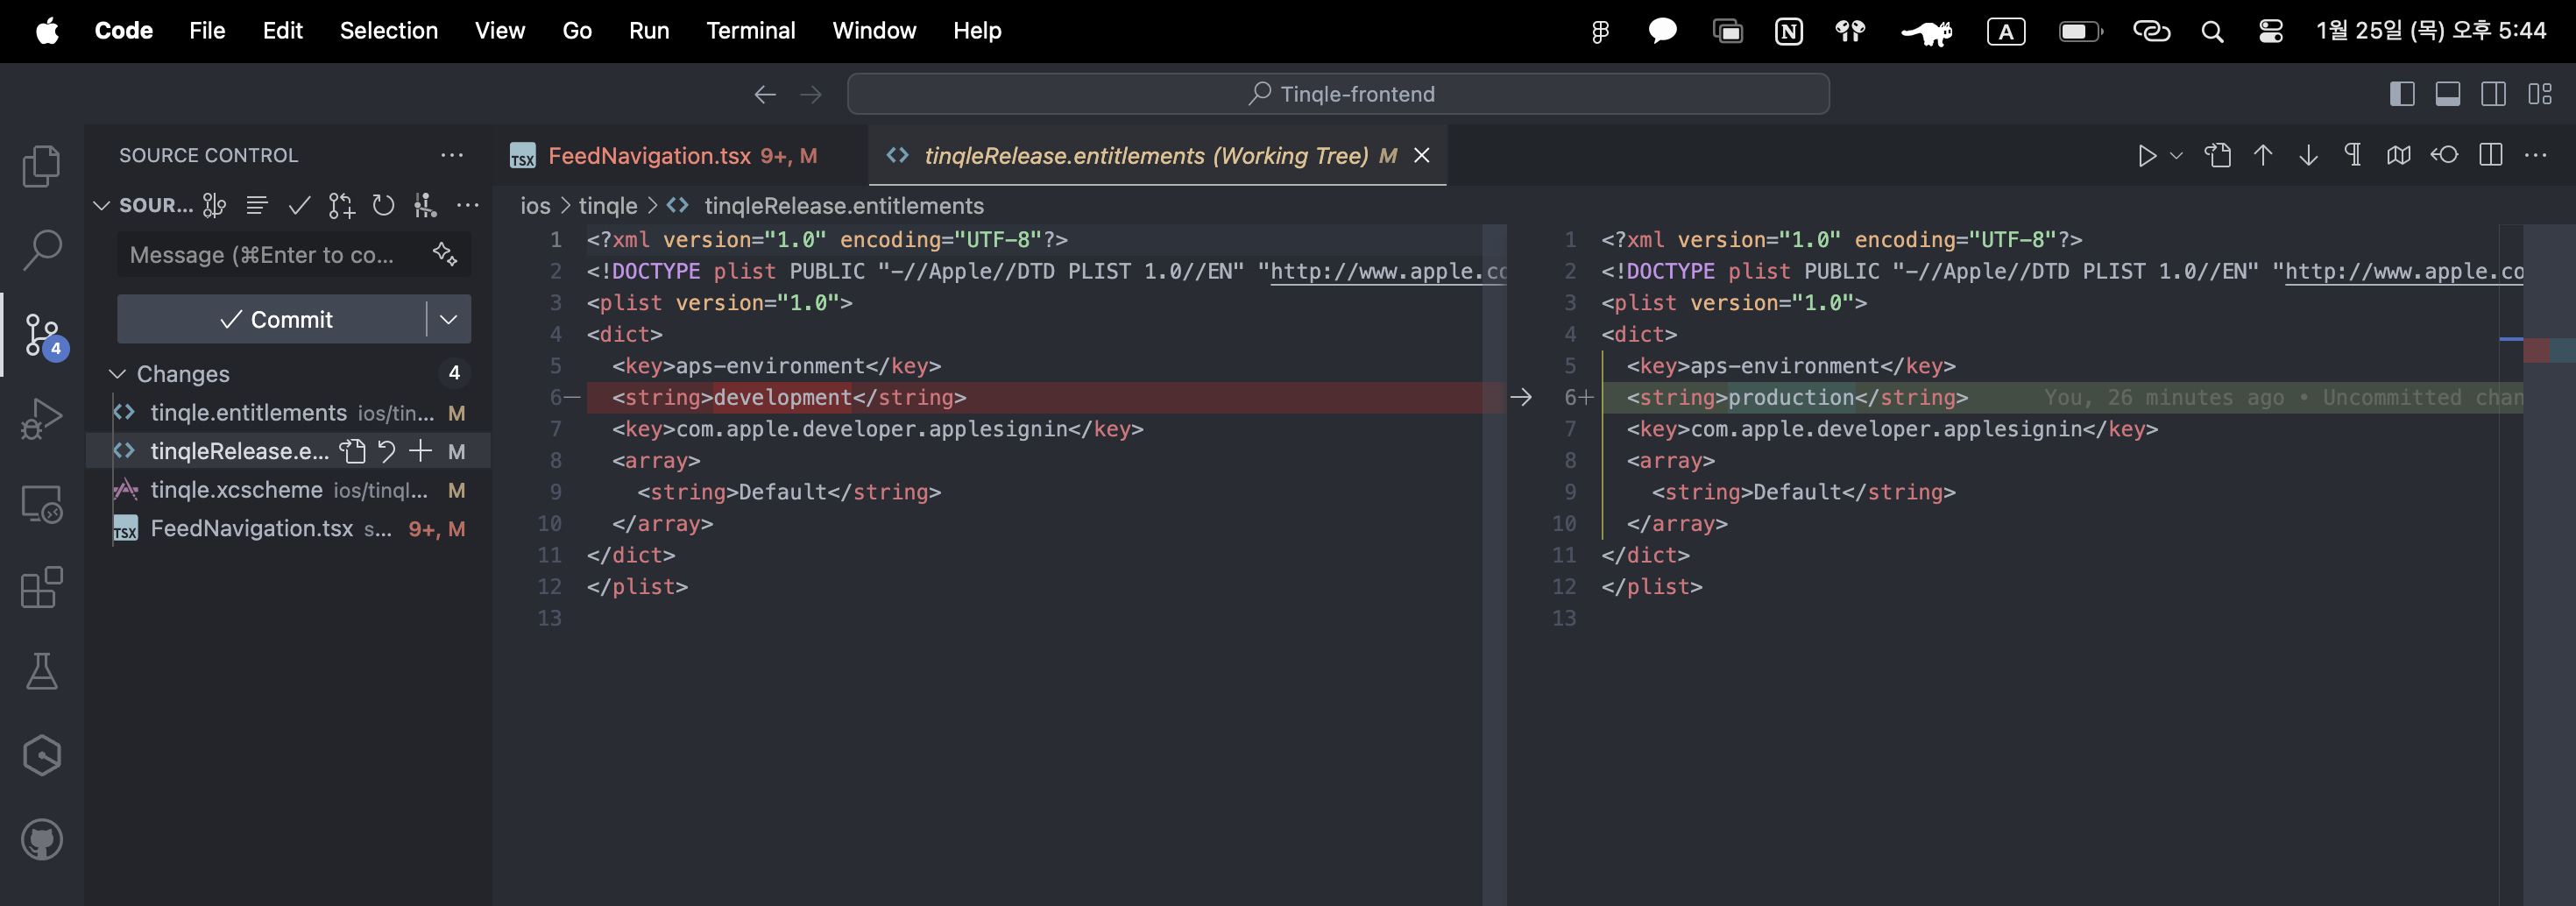 Code File Edit Selection View Go Run Terminal Window Help
A 1월 25일 (목) 오후 5:44
Tinqle-frontend
SOURCE CONTROL
SOUR...
Message (⌘Enter to co...
Commit
4
Changes 4
tinqle.entitlements ios/tin... M
tinqleRelease.e... M
tinqle.xcscheme ios/tinql... M
TSX FeedNavigation.tsx s... 9+, M
TSX FeedNavigation.tsx 9+, M
tinqleRelease.entitlements (Working Tree) M
ios > tinqle > tinqleRelease.entitlements
1 <?xml version="1.0" encoding="UTF-8"?>
2 <!DOCTYPE plist PUBLIC "-//Apple//DTD PLIST 1.0//EN" "http://www.apple.co
3 <plist version="1.0">
4 <dict>
5 <key>aps-environment</key>
6— <string>development</string>
7 <key>com.apple.developer.applesignin</key>
8 <array>
9 <string>Default</string>
10 </array>
11 </dict>
12 </plist>
13
1 <?xml version="1.0" encoding="UTF-8"?>
2 <!DOCTYPE plist PUBLIC "-//Apple//DTD PLIST 1.0//EN" "http://www.apple.co
3 <plist version="1.0">
4 <dict>
5 <key>aps-environment</key>
6+ <string>production</string> You, 26 minutes ago • Uncommitted chan
7 <key>com.apple.developer.applesignin</key>
8 <array>
9 <string>Default</string>
10 </array>
11 </dict>
12 </plist>
13